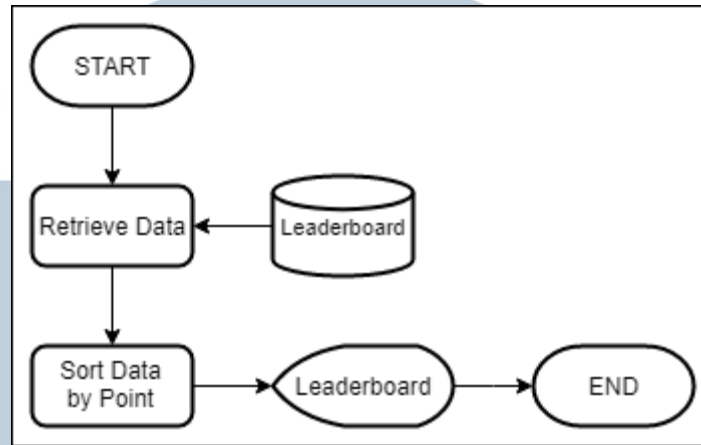 START
Retrieve Data
Leaderboard
Sort Data
by Point
Leaderboard
END